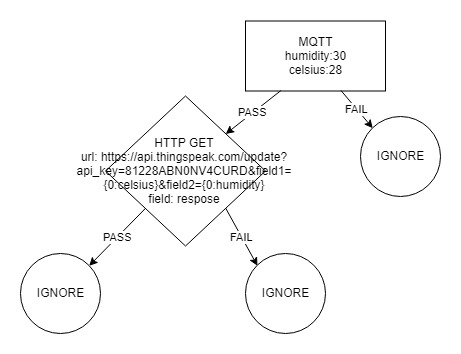 MQTT
humidity:30
celsius:28
PASS
FAIL
HTTP GET
url: https://api.thingspeak.com/update?
api_key=81228ABN0NV4CURD&field1=
{0:celsius}&field2={0:humidity}
field: respose
IGNORE
PASS
FAIL
IGNORE
IGNORE